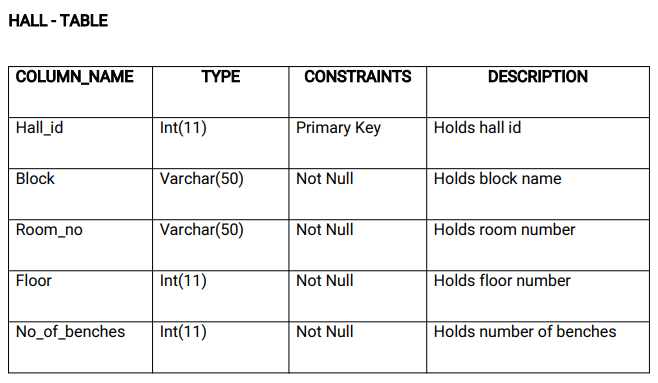 HALL - TABLE
COLUMN_NAME TYPE CONSTRAINTS DESCRIPTION
Hall_id Int(11) Primary Key Holds hall id
Block Varchar(50) Not Null Holds block name
Room_no Varchar(50) Not Null Holds room number
Floor Int(11) Not Null Holds floor number
No_of_benches Int(11) Not Null Holds number of benches